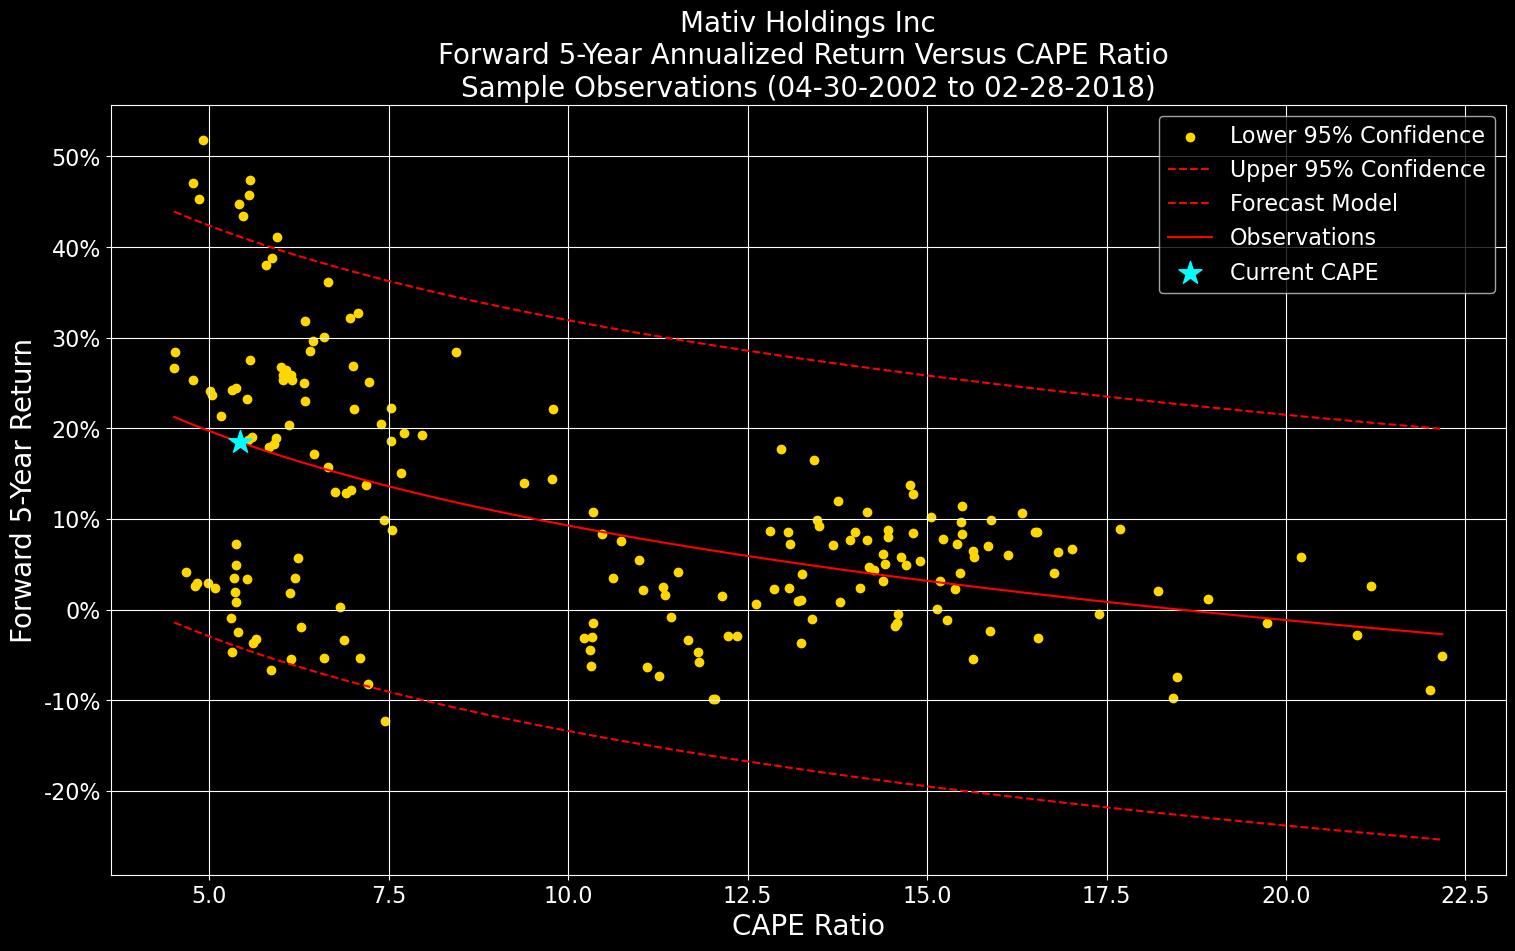 Mativ Holdings Inc
Forward 5-Year Annualized Return Versus CAPE Ratio
Sample Observations (04-30-2002 to 02-28-2018)
Lower 95% Confidence
Upper 95% Confidence
Forecast Model
Observations
Current CAPE
Forward 5-Year Return
50%
40%
30%
20%
10%
0%
-10%
-20%
5.0
7.5
10.0
12.5
15.0
17.5
20.0
22.5
CAPE Ratio